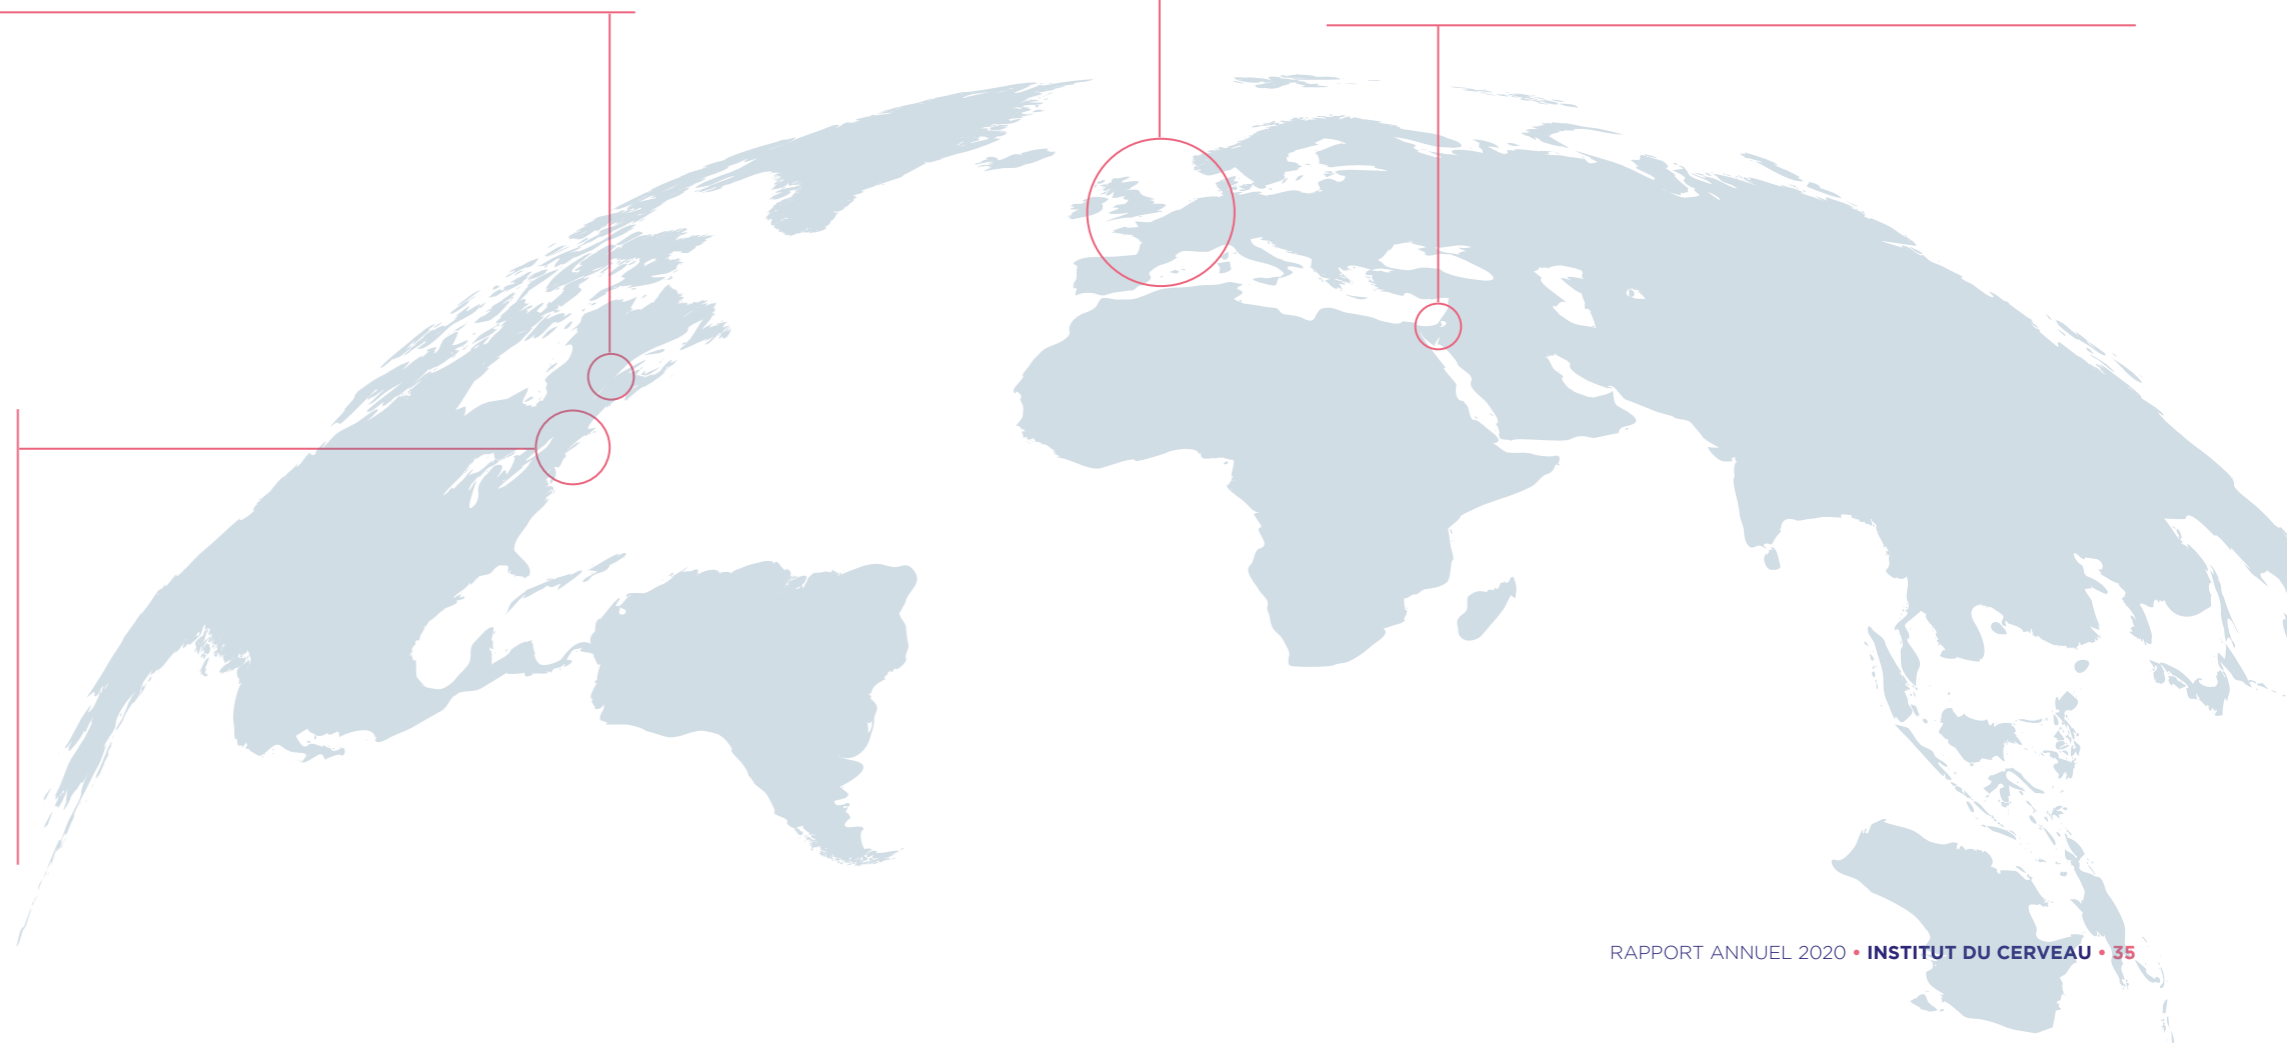 RAPPORT ANNUEL 2020 • INSTITUT DU CERVEAU • 35